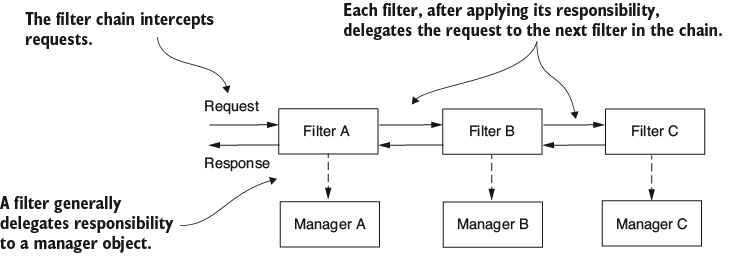 The filter chain intercepts
requests.
Each filter, after applying its responsibility,
delegates the request to the next filter in the chain.
Request
Filter A
Filter B
Filter C
Response
A filter generally
delegates responsibility
to a manager object.
Manager A
Manager B
Manager C